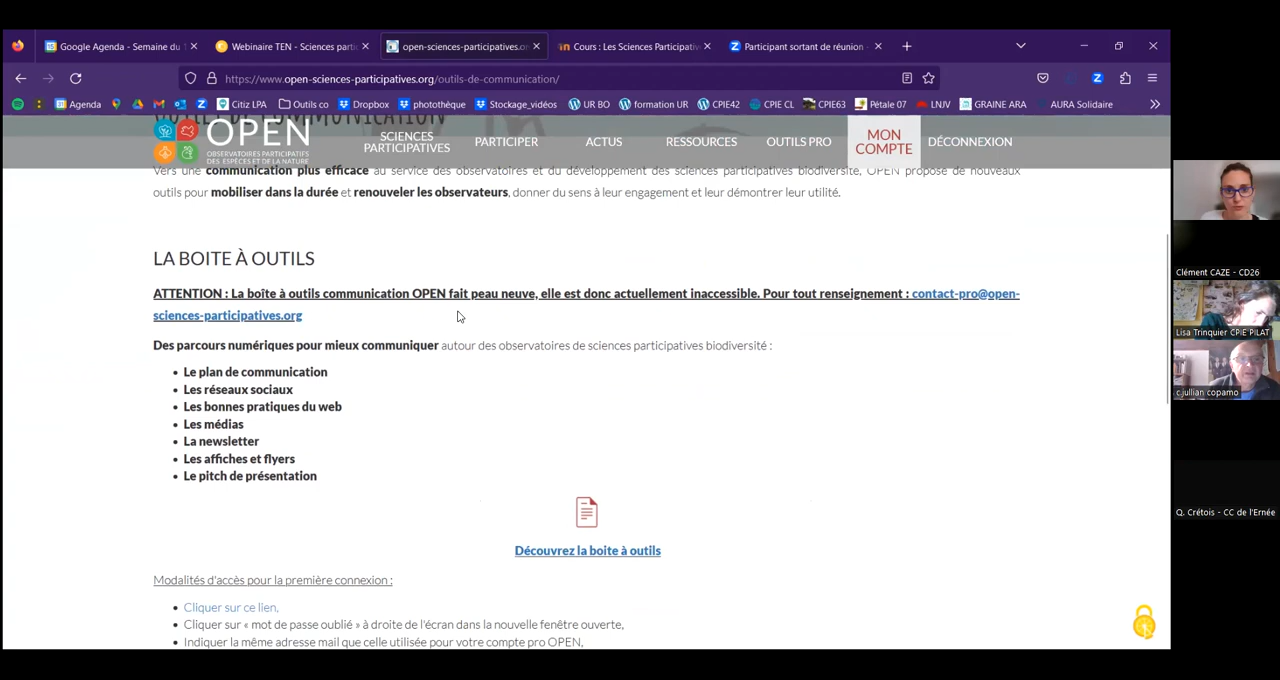 Google Agenda - Semaine du 1
Webinaire TEN - Sciences parti
open-sciences-participatives.or
Cours : Les Sciences Participativ
Participant sortant de réunion -
https://www.open-sciences-participatives.org/outils-de-communication/
Agenda
Citiz LPA
Outils co
Dropbox
photothèque
Stockage_vidéos
UR BO
formation UR
CPIE42
CPIE CL
CPIE63
Pétale 07
LNJV
GRAINE ARA
AURA Solidaire
OPEN
OBSERVATOIRES PARTICIPATIFS
DES ESPÈCES ET DE LA NATURE
SCIENCES
PARTICIPATIVES
PARTICIPER
ACTUS
RESSOURCES
OUTILS PRO
MON
COMPTE
DÉCONNEXION
Vers une communication plus efficace au service des observatoires et du développement des sciences participatives biodiversité, OPEN propose de nouveaux
outils pour mobiliser dans la durée et renouveler les observateurs, donner du sens à leur engagement et leur démontrer leur utilité.
LA BOITE À OUTILS
ATTENTION : La boîte à outils communication OPEN fait peau neuve, elle est donc actuellement inaccessible. Pour tout renseignement : contact-pro@open-
sciences-participatives.org
Des parcours numériques pour mieux communiquer autour des observatoires de sciences participatives biodiversité :
• Le plan de communication
• Les réseaux sociaux
• Les bonnes pratiques du web
• Les médias
• La newsletter
• Les affiches et flyers
• Le pitch de présentation
Découvrez la boite à outils
Modalités d'accès pour la première connexion :
• Cliquer sur ce lien,
• Cliquer sur « mot de passe oublié » à droite de l'écran dans la nouvelle fenêtre ouverte,
• Indiquer la même adresse mail que celle utilisée pour votre compte pro OPEN,
Clément CAZE - CD26
Lisa Trinquier CPIE PILAT
c jullian copamo
Q. Crétois - CC de l'Ernée